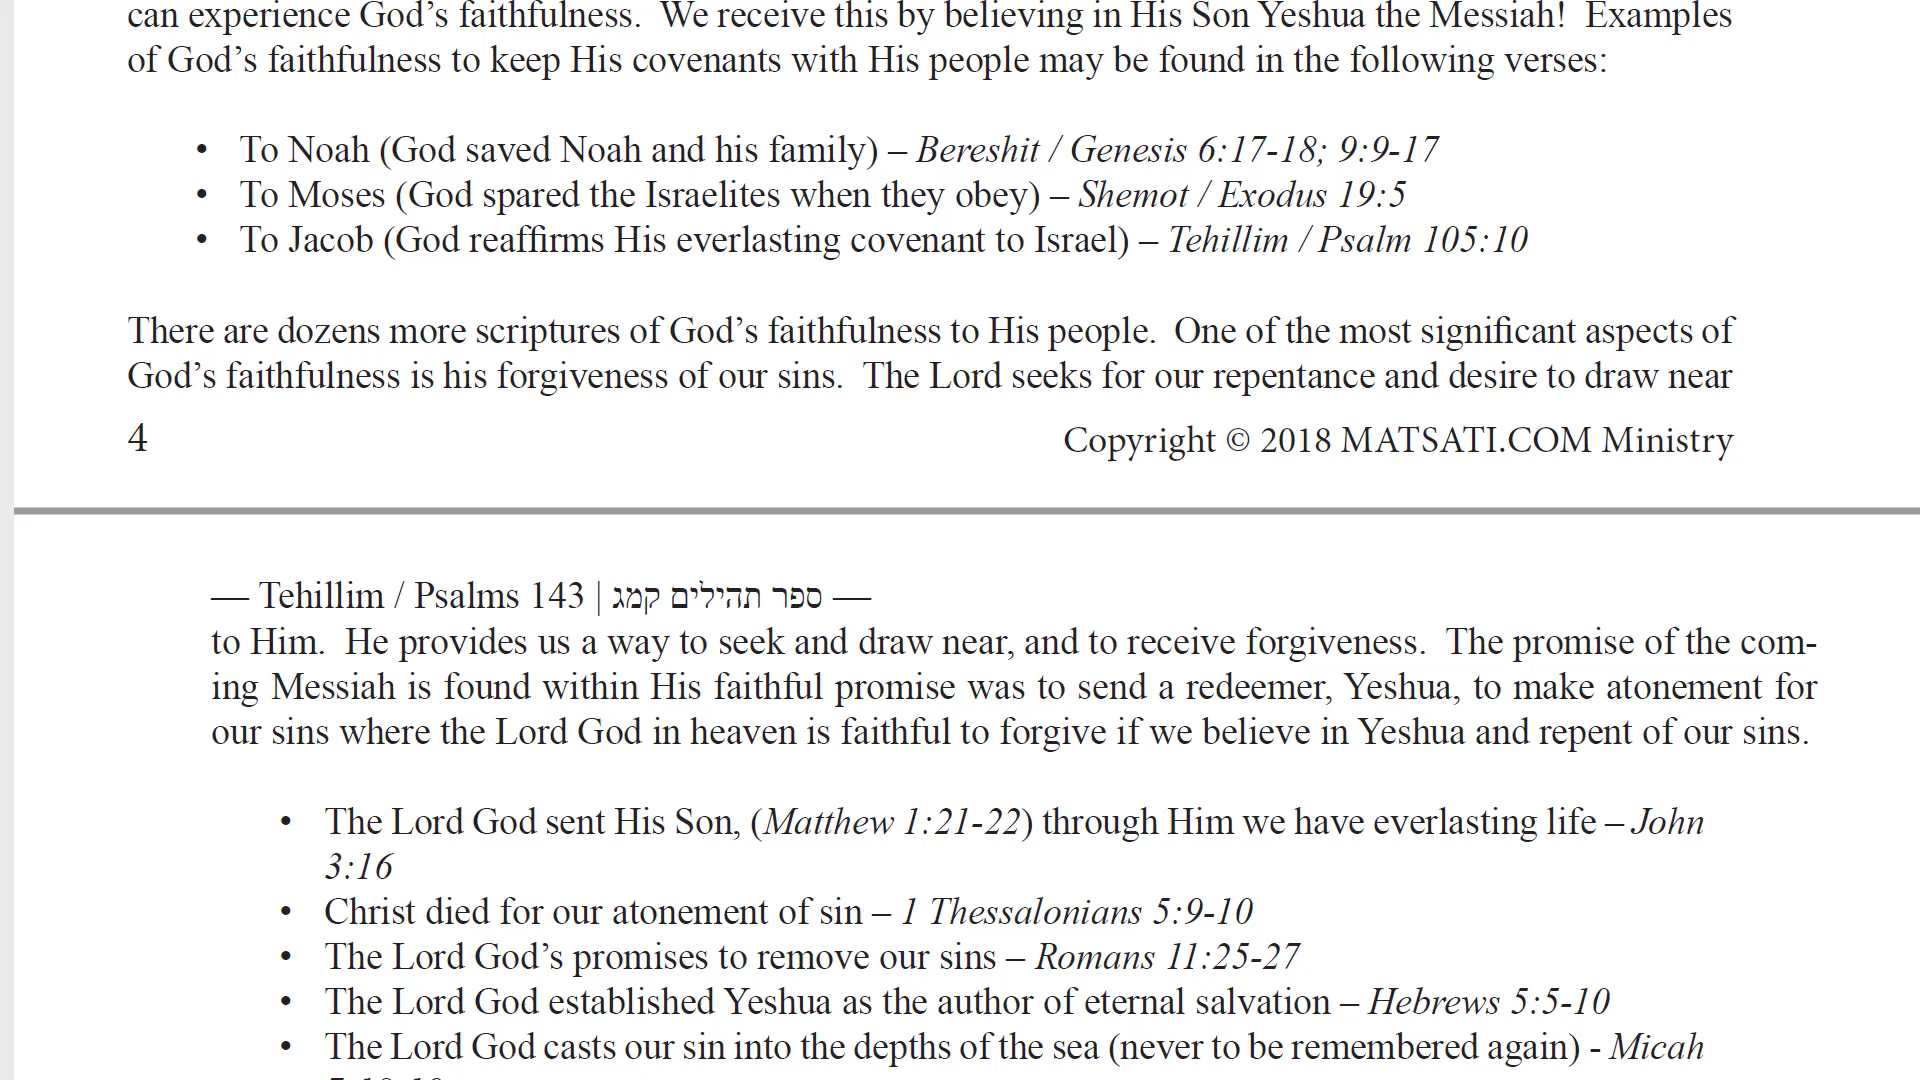 can experience God’s faithfulness.  We receive this by believing in His Son Yeshua the Messiah!  Examples
of God’s faithfulness to keep His covenants with His people may be found in the following verses:
• To Noah (God saved Noah and his family) – Bereshit / Genesis 6:17-18; 9:9-17
• To Moses (God spared the Israelites when they obey) – Shemot / Exodus 19:5
• To Jacob (God reaffirms His everlasting covenant to Israel) – Tehillim / Psalm 105:10
There are dozens more scriptures of God’s faithfulness to His people.  One of the most significant aspects of
God’s faithfulness is his forgiveness of our sins.  The Lord seeks for our repentance and desire to draw near
4 Copyright © 2018 MATSATI.COM Ministry
— Tehillim / Psalms 143 | ספר תהילים קמג —
to Him.  He provides us a way to seek and draw near, and to receive forgiveness.  The promise of the com-
ing Messiah is found within His faithful promise was to send a redeemer, Yeshua, to make atonement for
our sins where the Lord God in heaven is faithful to forgive if we believe in Yeshua and repent of our sins.
• The Lord God sent His Son, (Matthew 1:21-22) through Him we have everlasting life – John
3:16
• Christ died for our atonement of sin – 1 Thessalonians 5:9-10
• The Lord God’s promises to remove our sins – Romans 11:25-27
• The Lord God established Yeshua as the author of eternal salvation – Hebrews 5:5-10
• The Lord God casts our sin into the depths of the sea (never to be remembered again) - Micah